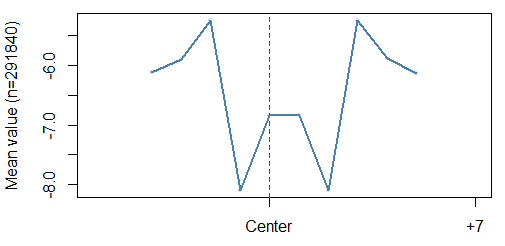 Mean value (n=291840)
-6.0
-7.0
-8.0
Center
+7